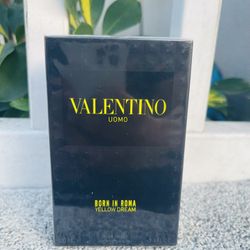 VALENTINO
UOMO
BORN IN ROMA
YELLOW DREAM